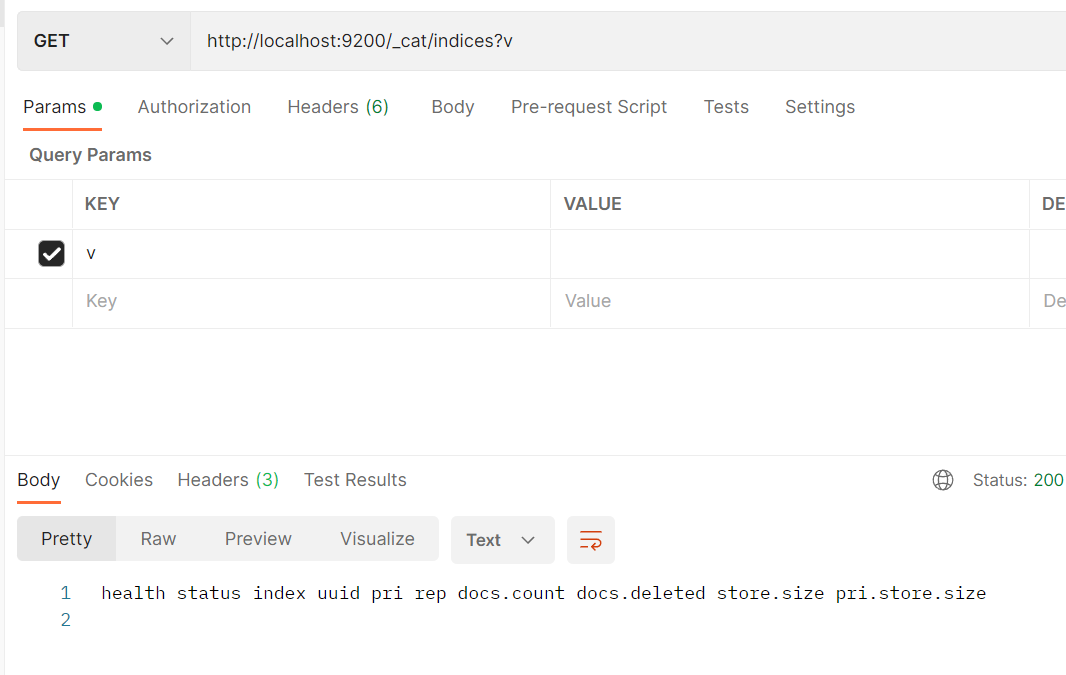 GET http://localhost:9200/_cat/indices?v
Params Authorization Headers (6) Body Pre-request Script Tests Settings
Query Params
KEY VALUE DE
v
Key Value De
Body Cookies Headers (3) Test Results Status: 200
Pretty Raw Preview Visualize Text
1 health status index uuid pri rep docs.count docs.deleted store.size pri.store.size
2